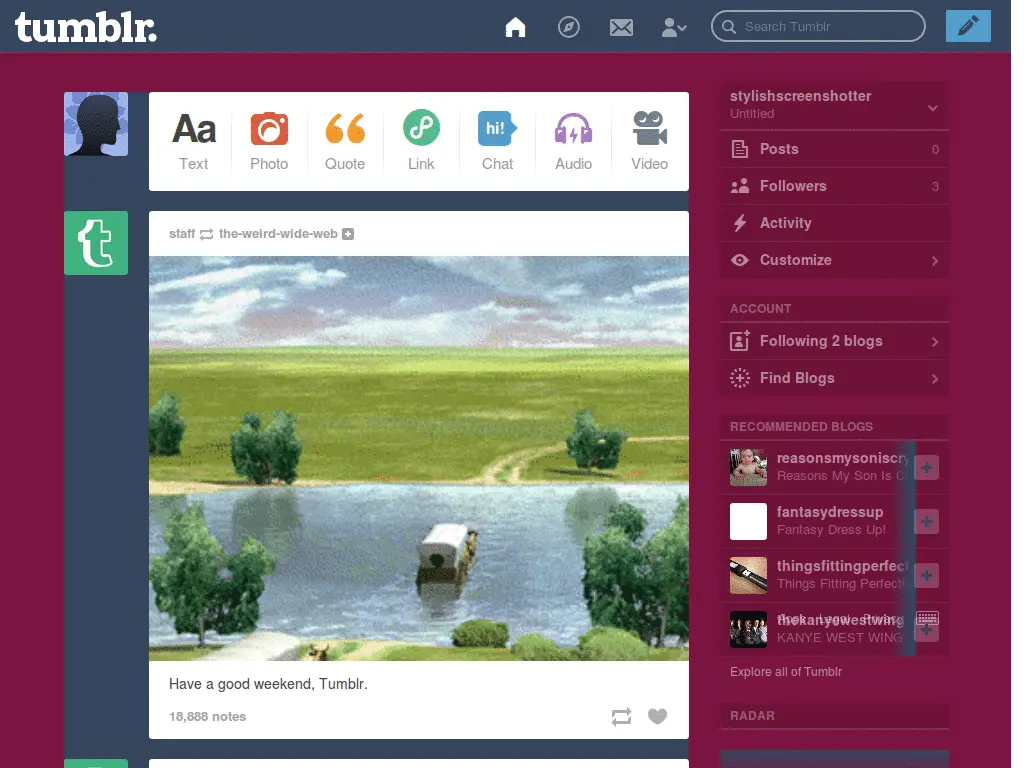 tumblr.
Search Tumblr
Aa
Text
Photo
Quote
Link
hi!
Chat
Audio
Video
staff the-weird-wide-web
Have a good weekend, Tumblr.
18,888 notes
stylishscreenshotter
Untitled
Posts 0
Followers 3
Activity
Customize
ACCOUNT
Following 2 blogs
Find Blogs
RECOMMENDED BLOGS
reasonsmysoniscry
Reasons My Son Is C
fantasydressup
Fantasy Dress Up!
thingsfittingperfect
Things Fitting Perfectl
thekanyewestwing
Legal
KANYE WEST WING
Explore all of Tumblr
RADAR